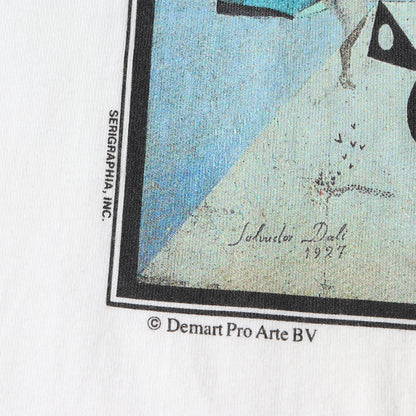 SERIGRAPHIA, INC.
Salvador Dali
1927
© Demart Pro Arte BV